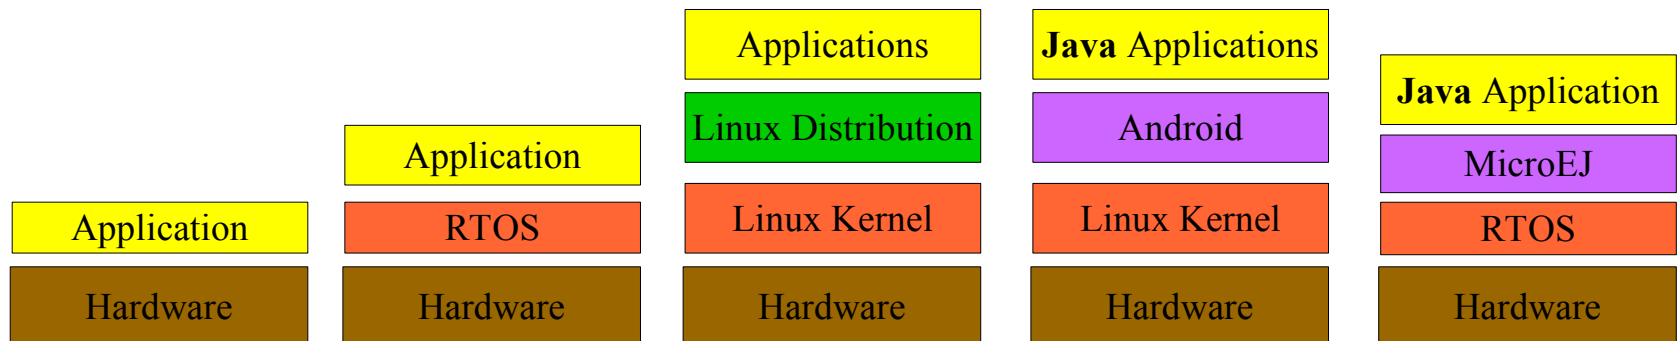 Application
Hardware
Application
RTOS
Hardware
Applications
Linux Distribution
Linux Kernel
Hardware
Java Applications
Android
Linux Kernel
Hardware
Java Application
MicroEJ
RTOS
Hardware